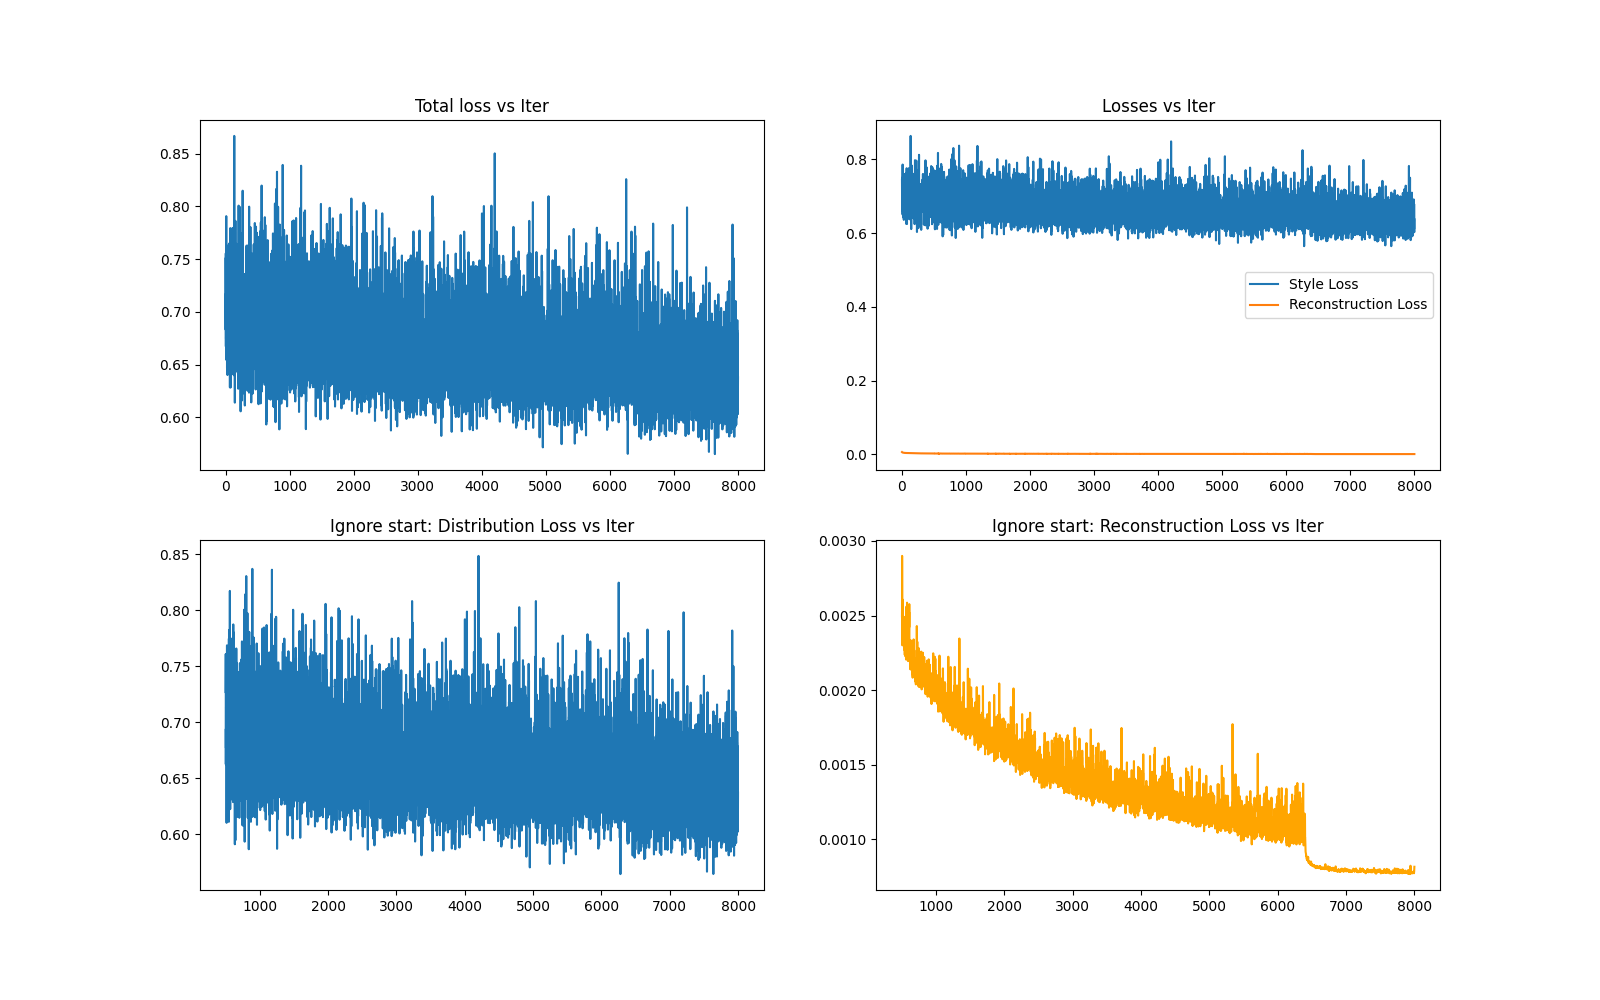 Total loss vs Iter
0.85
0.80
0.75
0.70
0.65
0.60
0 1000 2000 3000 4000 5000 6000 7000 8000
Losses vs Iter
0.8
0.6
0.4
0.2
0.0
Style Loss
Reconstruction Loss
0 1000 2000 3000 4000 5000 6000 7000 8000
Ignore start: Distribution Loss vs Iter
0.85
0.80
0.75
0.70
0.65
0.60
1000 2000 3000 4000 5000 6000 7000 8000
Ignore start: Reconstruction Loss vs Iter
0.0030
0.0025
0.0020
0.0015
0.0010
1000 2000 3000 4000 5000 6000 7000 8000